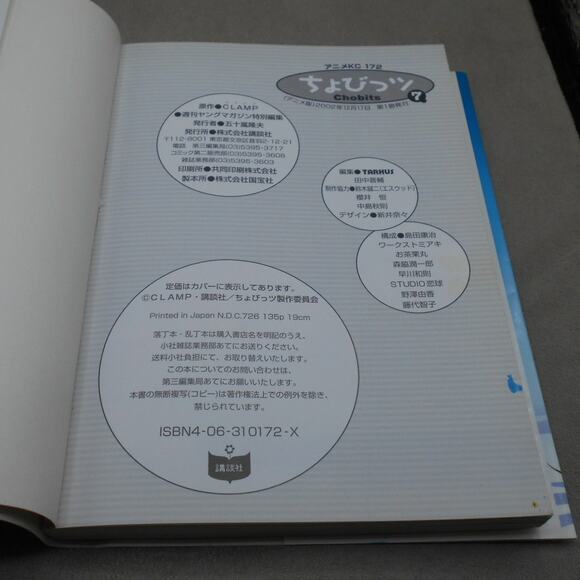 アニメKC 172
ちょびっツ
Chobits
7
(アニメ版)2002年12月17日 第1刷発行
原作●CLAMP
●週刊ヤングマガジン特別編集
発行者●五十嵐隆夫
発行所●株式会社講談社
〒112-8001 東京都文京区音羽2-12-21
電話 第三編集局(03)5395-3717
コミック第二販売部(03)5395-3608
雑誌業務部(03)5395-3603
印刷所●共同印刷株式会社
製本所●株式会社国宝社
編集●TARKUS
田中晋輔
制作協力●鈴木誠二(エスウッド)
櫻井 恒
中島秋則
デザイン●新井奈々
構成●島田康治
ワークストミアキ
お茶栗丸
森脇潤一郎
早川和則
STUDIO恋球
野澤由香
藤代智子
定価はカバーに表示してあります。
©CLAMP・講談社/ちょびっツ製作委員会
Printed in Japan N.D.C.726 135p 19cm
落丁本・乱丁本は購入書店名を明記のうえ、
小社雑誌業務部あてにお送りください。
送料小社負担にて、お取り替えいたします。
この本についてのお問い合わせは、
第三編集局あてにお願いいたします。
本書の無断複写(コピー)は著作権法上での例外を除き、
禁じられています。
ISBN4-06-310172-X
講談社